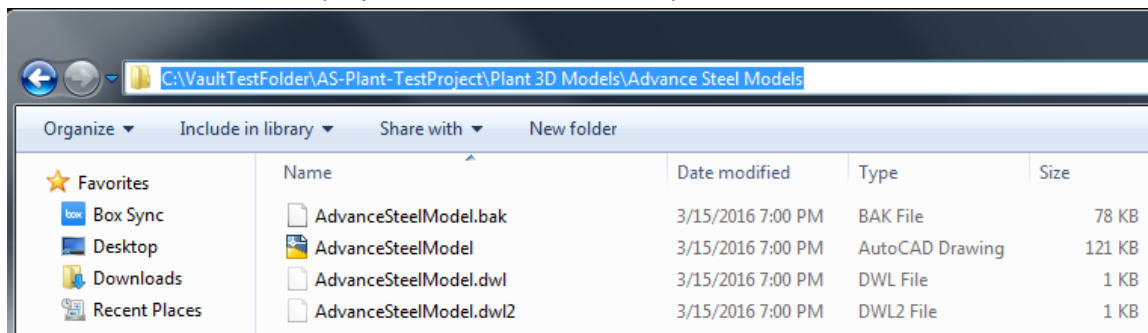 C:\VaultTestFolder\AS-Plant-TestProject\Plant 3D Models\Advance Steel Models
Organize Include in library Share with New folder
Favorites Name Date modified Type Size
box Box Sync AdvanceSteelModel.bak 3/15/2016 7:00 PM BAK File 78 KB
Desktop AdvanceSteelModel 3/15/2016 7:00 PM AutoCAD Drawing 121 KB
Downloads AdvanceSteelModel.dwl 3/15/2016 7:00 PM DWL File 1 KB
Recent Places AdvanceSteelModel.dwl2 3/15/2016 7:00 PM DWL2 File 1 KB